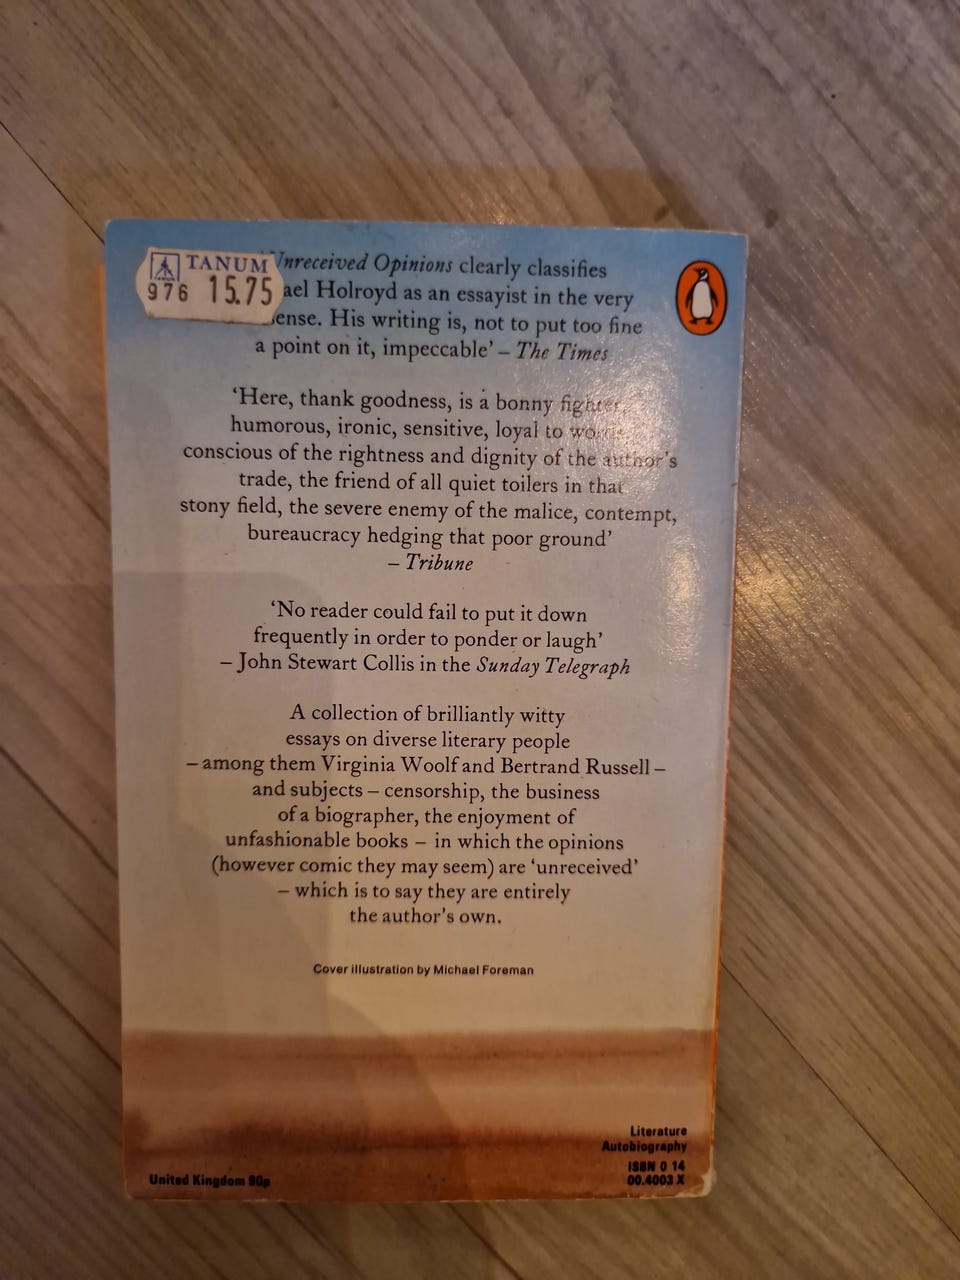 TANUM
TANUM
976 15.75
Unreceived Opinions clearly classifies
ael Holroyd as an essayist in the very
sense. His writing is, not to put too fine
a point on it, impeccable’ – The Times
‘Here, thank goodness, is a bonny fighter,
humorous, ironic, sensitive, loyal to
conscious of the rightness and dignity of the author’s
trade, the friend of all quiet toilers in that
stony field, the severe enemy of the malice, contempt,
bureaucracy hedging that poor ground’
– Tribune
‘No reader could fail to put it down
frequently in order to ponder or laugh’
– John Stewart Collis in the Sunday Telegraph
A collection of brilliantly witty
essays on diverse literary people
– among them Virginia Woolf and Bertrand Russell –
and subjects – censorship, the business
of a biographer, the enjoyment of
unfashionable books – in which the opinions
(however comic they may seem) are ‘unreceived’
– which is to say they are entirely
the author’s own.
Cover illustration by Michael Foreman
Literature
Autobiography
ISBN 0 14
00.4003 X
United Kingdom 90p